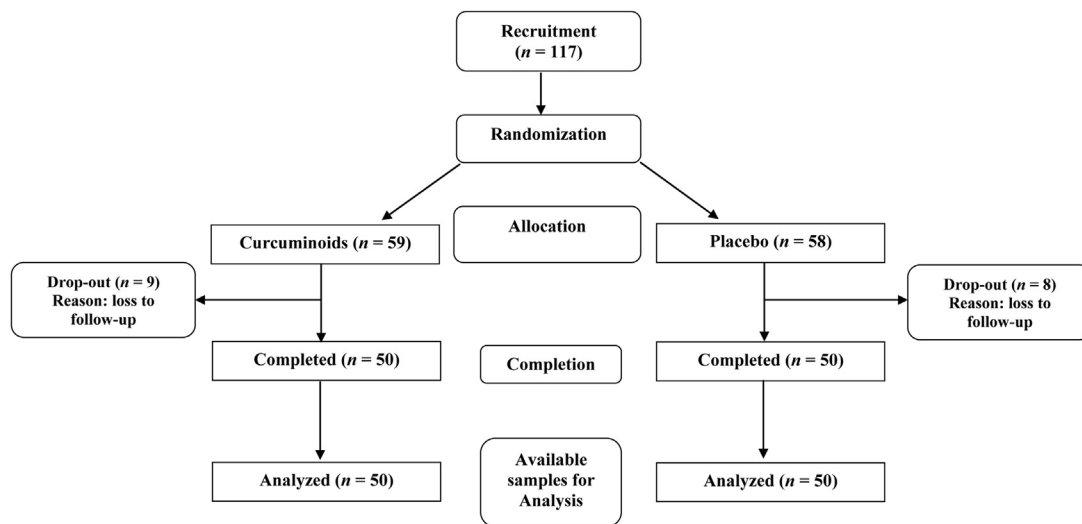 Recruitment
(n = 117)
Randomization
Allocation
Curcuminoids (n = 59)
Placebo (n = 58)
Drop-out (n = 9)
Reason: loss to
follow-up
Drop-out (n = 8)
Reason: loss to
follow-up
Completed (n = 50)
Completion
Completed (n = 50)
Analyzed (n = 50)
Available
samples for
Analysis
Analyzed (n = 50)